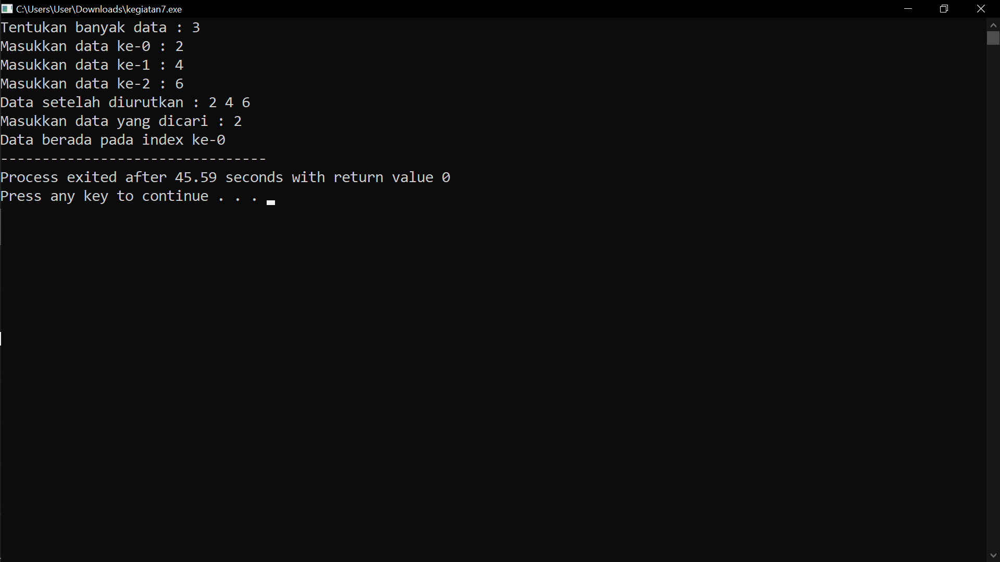 C:\Users\User\Downloads\kegiatan7.exe
Tentukan banyak data : 3
Masukkan data ke-0 : 2
Masukkan data ke-1 : 4
Masukkan data ke-2 : 6
Data setelah diurutkan : 2 4 6
Masukkan data yang dicari : 2
Data berada pada index ke-0
--------------------------------
Process exited after 45.59 seconds with return value 0
Press any key to continue . . .